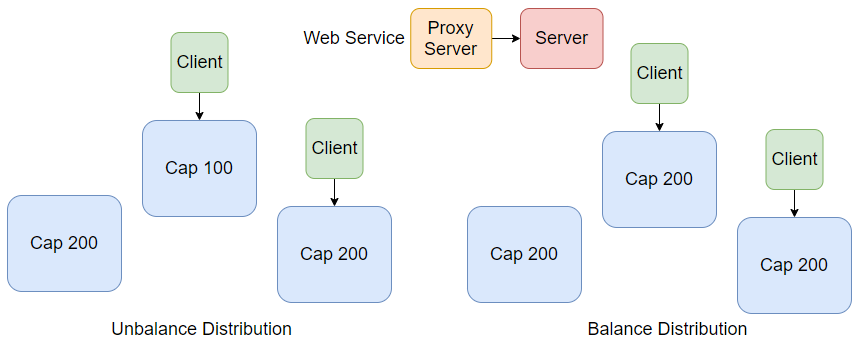 Web Service
Proxy
Server
Server
Client
Client
Cap 100
Cap 200
Cap 200
Unbalance Distribution
Client
Client
Cap 200
Cap 200
Cap 200
Balance Distribution